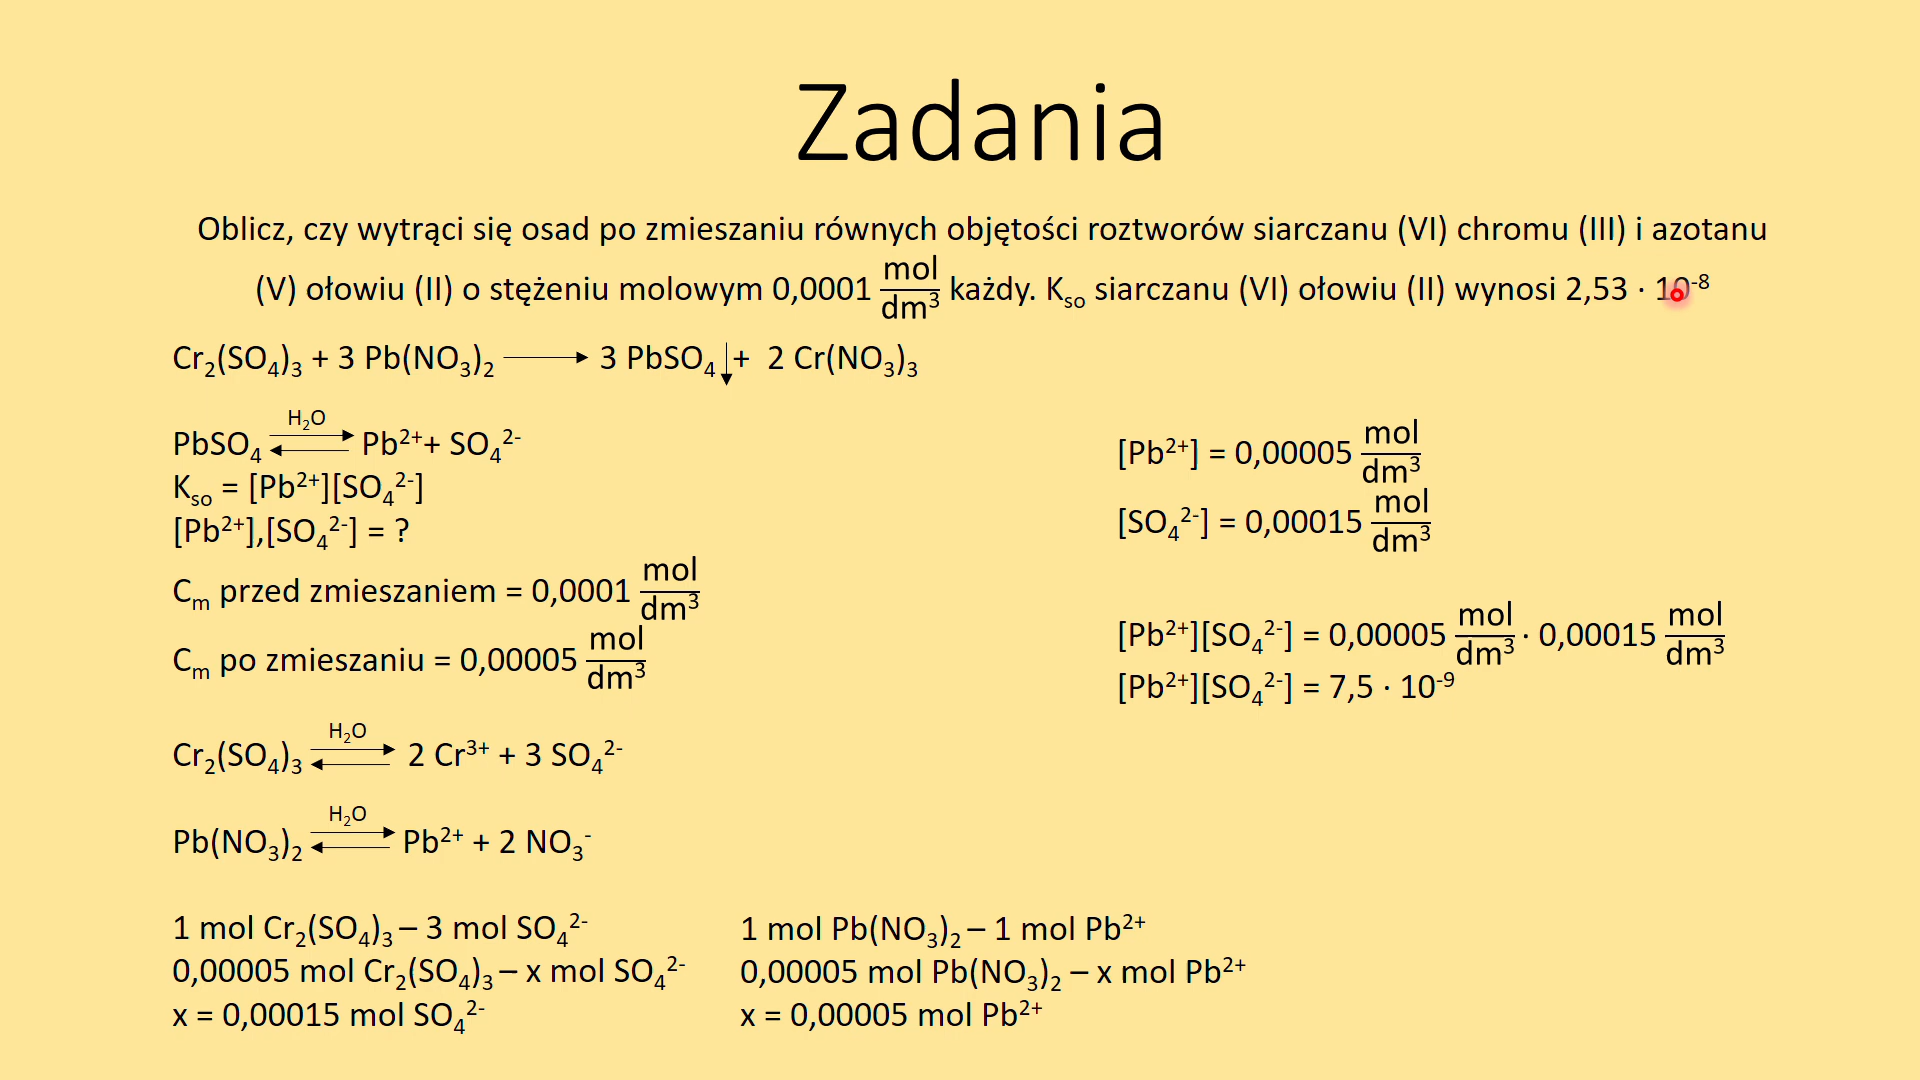 Zadania
Oblicz, czy wytrąci się osad po zmieszaniu równych objętości roztworów siarczanu (VI) chromu (III) i azotanu
(V) ołowiu (II) o stężeniu molowym 0,0001 mol/dm³ każdy. Kₛₒ siarczanu (VI) ołowiu (II) wynosi 2,53 · 10⁻⁸
Cr₂(SO₄)₃ + 3 Pb(NO₃)₂ ⟶ 3 PbSO₄↓ + 2 Cr(NO₃)₃
H₂O
PbSO₄ ⇄ Pb²⁺+ SO₄²⁻
Kₛₒ = [Pb²⁺][SO₄²⁻]
[Pb²⁺],[SO₄²⁻] = ?
Cₘ przed zmieszaniem = 0,0001 mol/dm³
Cₘ po zmieszaniu = 0,00005 mol/dm³
H₂O
Cr₂(SO₄)₃ ⇄ 2 Cr³⁺ + 3 SO₄²⁻
H₂O
Pb(NO₃)₂ ⇄ Pb²⁺ + 2 NO₃⁻
1 mol Cr₂(SO₄)₃ – 3 mol SO₄²⁻
0,00005 mol Cr₂(SO₄)₃ – x mol SO₄²⁻
x = 0,00015 mol SO₄²⁻
1 mol Pb(NO₃)₂ – 1 mol Pb²⁺
0,00005 mol Pb(NO₃)₂ – x mol Pb²⁺
x = 0,00005 mol Pb²⁺
[Pb²⁺] = 0,00005 mol/dm³
[SO₄²⁻] = 0,00015 mol/dm³
[Pb²⁺][SO₄²⁻] = 0,00005 mol/dm³ · 0,00015 mol/dm³
[Pb²⁺][SO₄²⁻] = 7,5 · 10⁻⁹